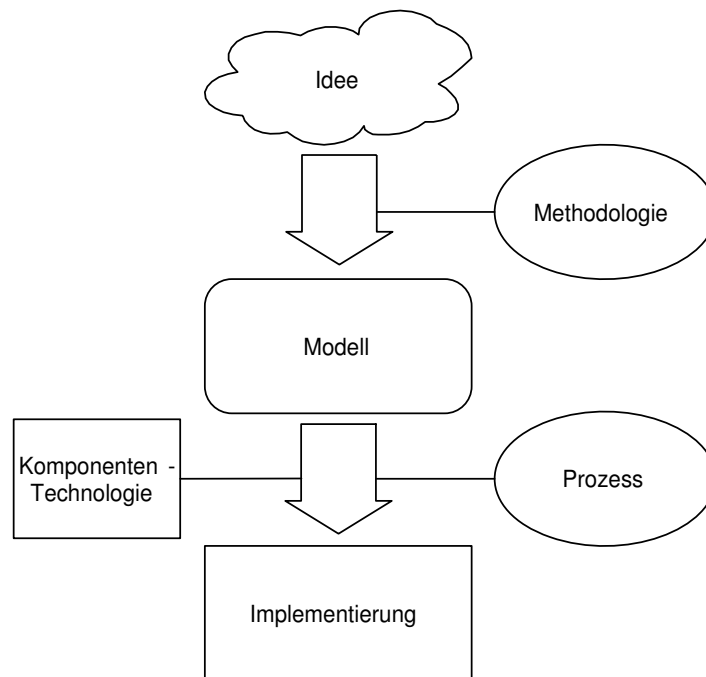 Idee
Methodologie
Modell
Komponenten -
Technologie
Prozess
Implementierung